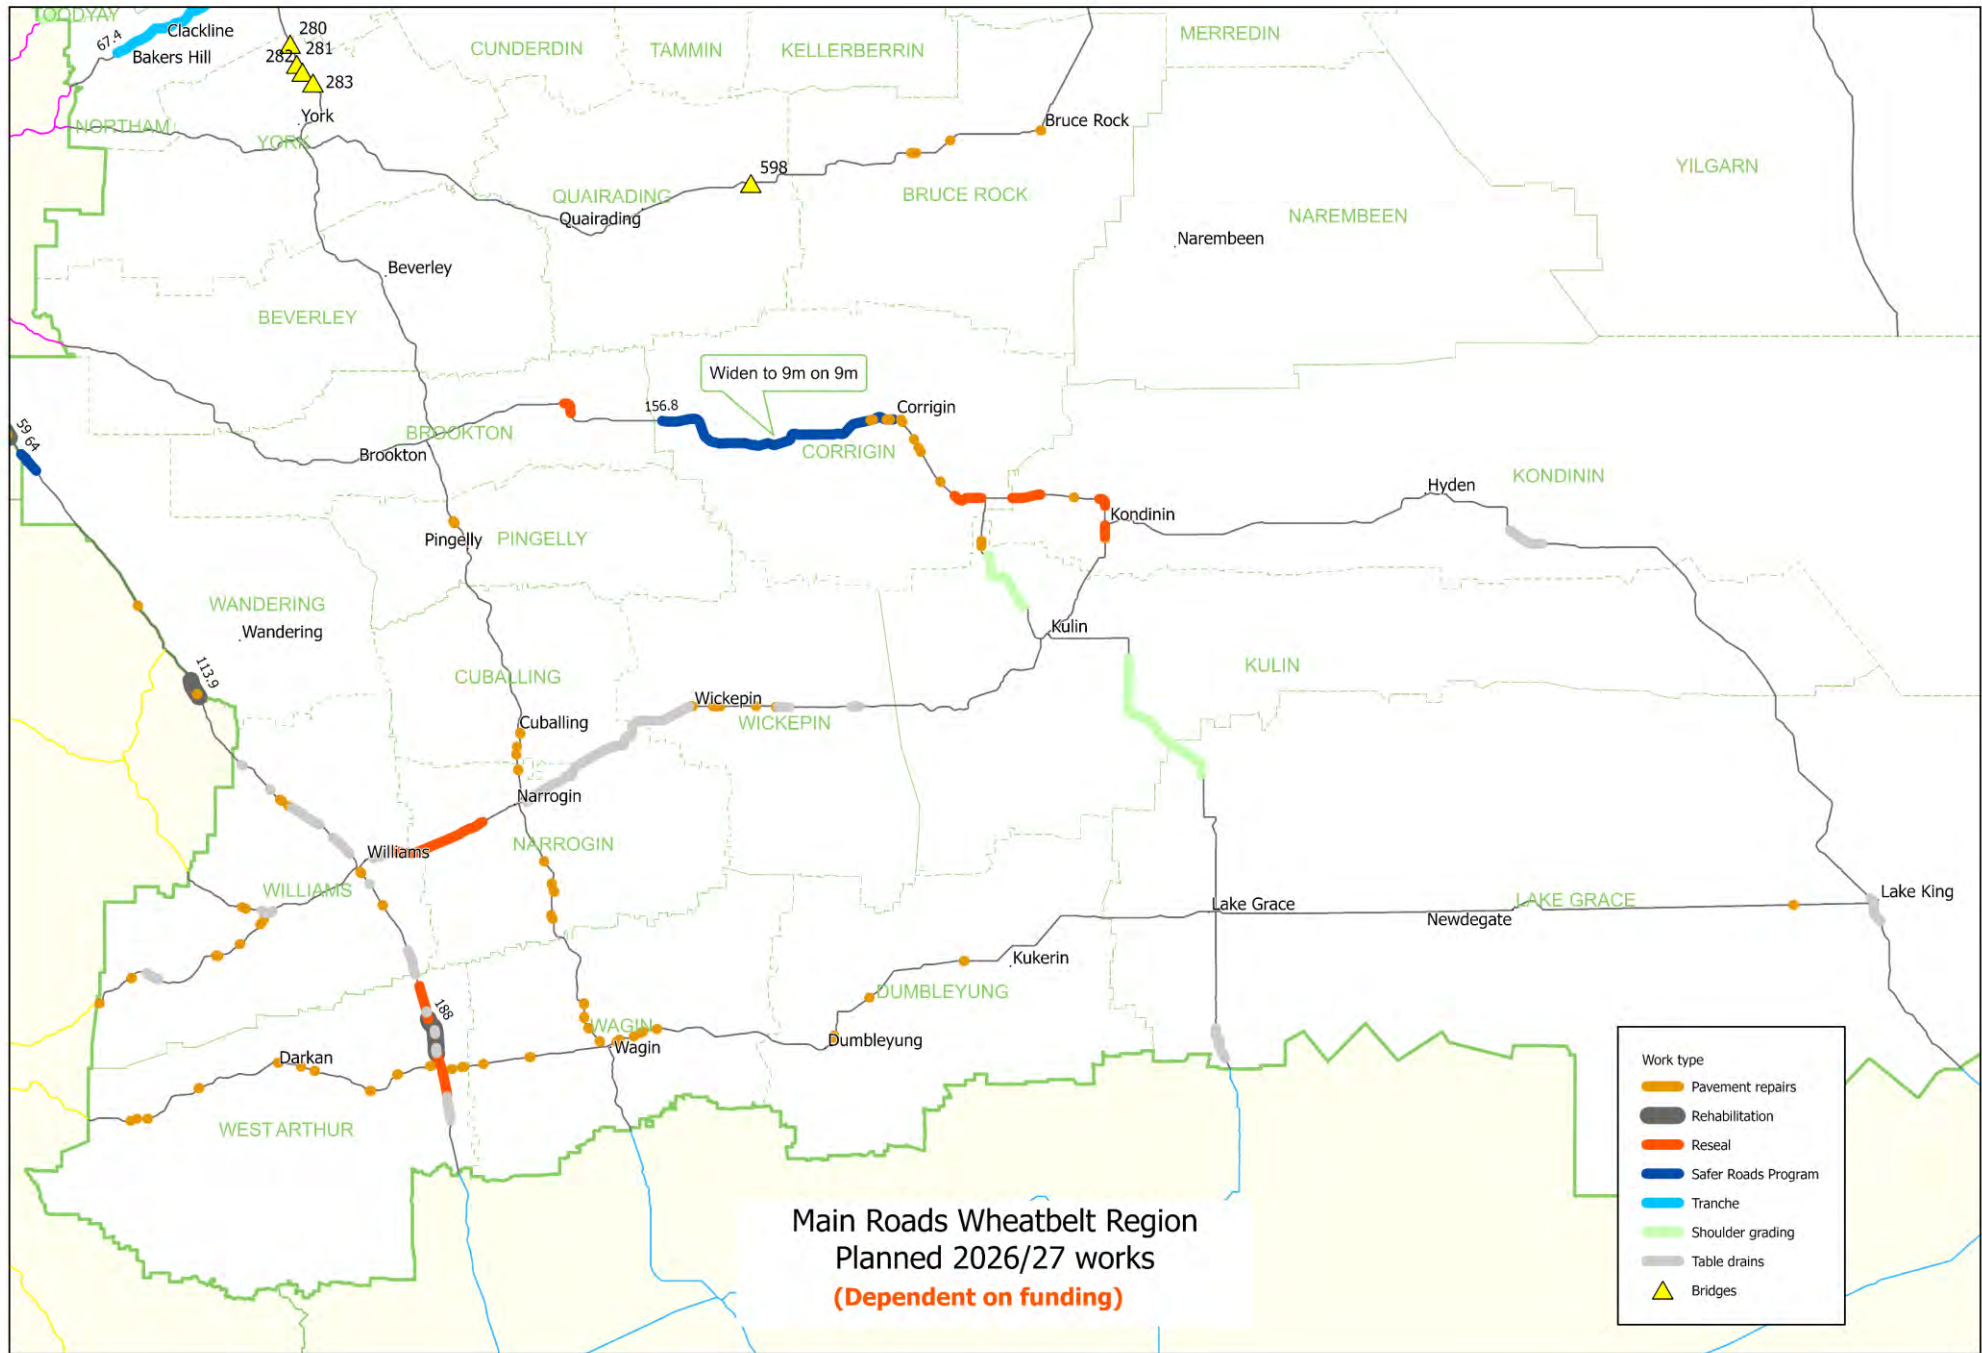 TOODYAY
Clackline
67.4
Bakers Hill
280
281
282
283
CUNDERDIN
TAMMIN
KELLERBERRIN
MERREDIN
NORTHAM
York
YORK
Bruce Rock
598
YILGARN
QUAIRADING
Quairading
BRUCE ROCK
NAREMBEEN
Narembeen
Beverley
BEVERLEY
Widen to 9m on 9m
156.8
Corrigin
59
64
BROOKTON
Brookton
CORRIGIN
Hyden
KONDININ
Kondinin
Pingelly
PINGELLY
WANDERING
Wandering
Kulin
KULIN
113.9
CUBALLING
Cuballing
Wickepin
WICKEPIN
Narrogin
NARROGIN
Williams
WILLIAMS
Lake Grace
LAKE GRACE
Newdegate
Lake King
Kukerin
DUMBLEYUNG
Dumbleyung
188
WAGIN
Wagin
Darkan
WEST ARTHUR
Main Roads Wheatbelt Region
Planned 2026/27 works
(Dependent on funding)
Work type
Pavement repairs
Rehabilitation
Reseal
Safer Roads Program
Tranche
Shoulder grading
Table drains
Bridges